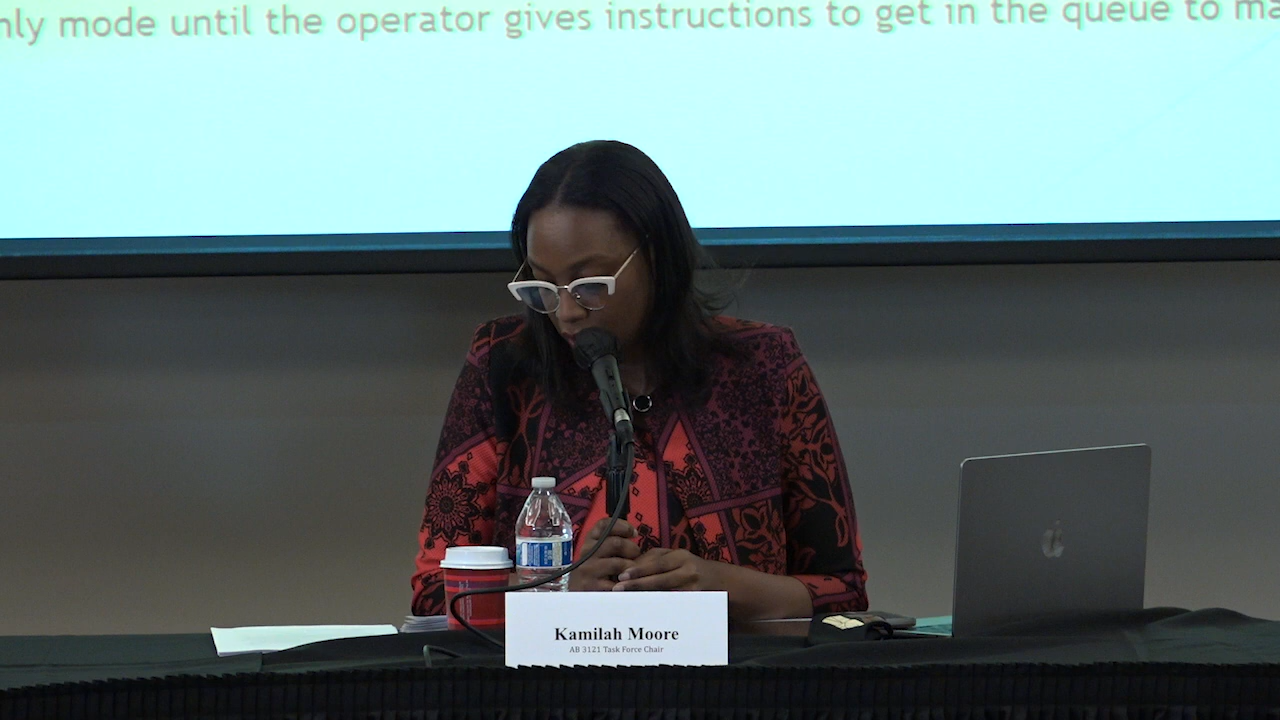 nly mode until the operator gives instructions to get in the queue to ma
Kamilah Moore
AB 3121 Task Force Chair